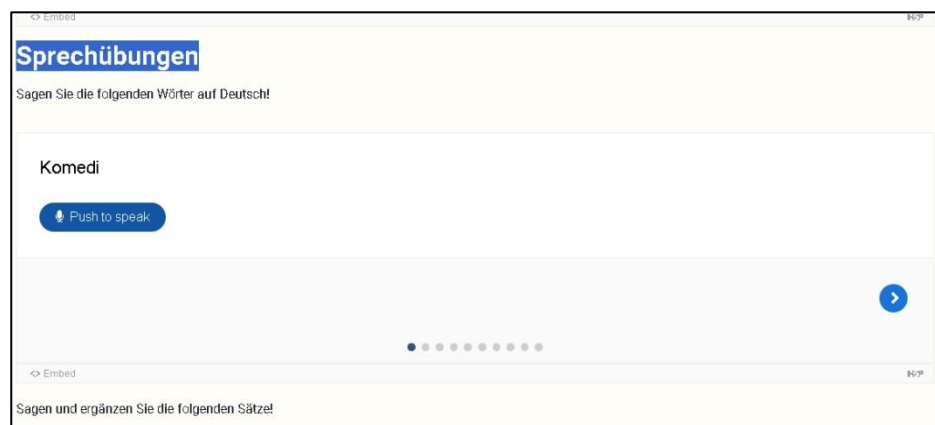 <> Embed
H5P
Sprechübungen
Sagen Sie die folgenden Wörter auf Deutsch!
Komedi
Push to speak
<> Embed
H5P
Sagen und ergänzen Sie die folgenden Sätze!